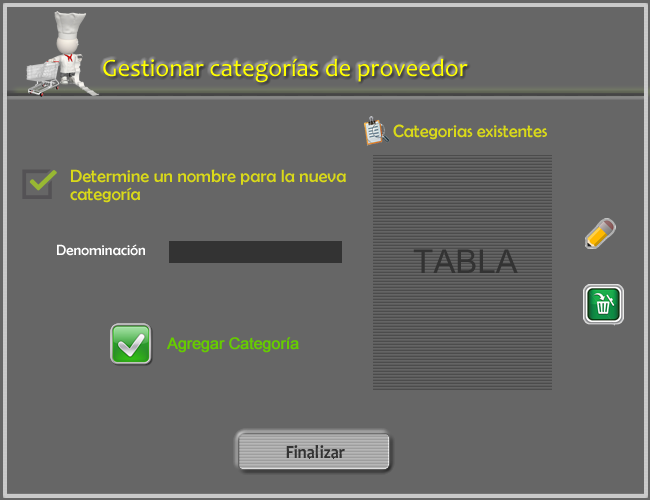 Gestionar categorías de proveedor
Categorias existentes
Determine un nombre para la nueva
categoría
Denominación
TABLA
Agregar Categoría
Finalizar